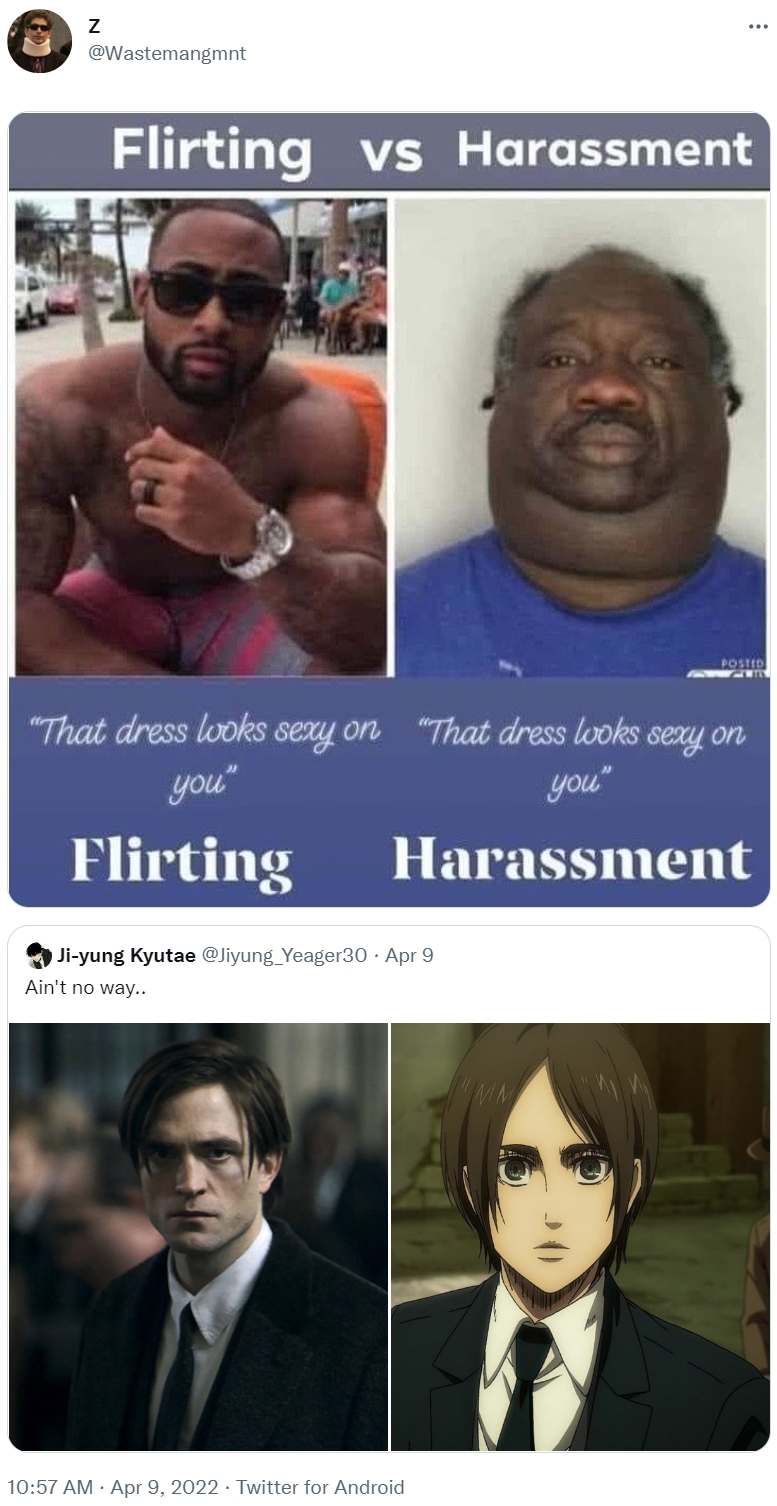 Z
@Wastemangmnt
Flirting vs Harassment
POSTED
“That dress looks sexy on
you”
“That dress looks sexy on
you”
Flirting
Harassment
Ji-yung Kyutae @Jiyung_Yeager30 · Apr 9
Ain't no way..
10:57 AM · Apr 9, 2022 · Twitter for Android